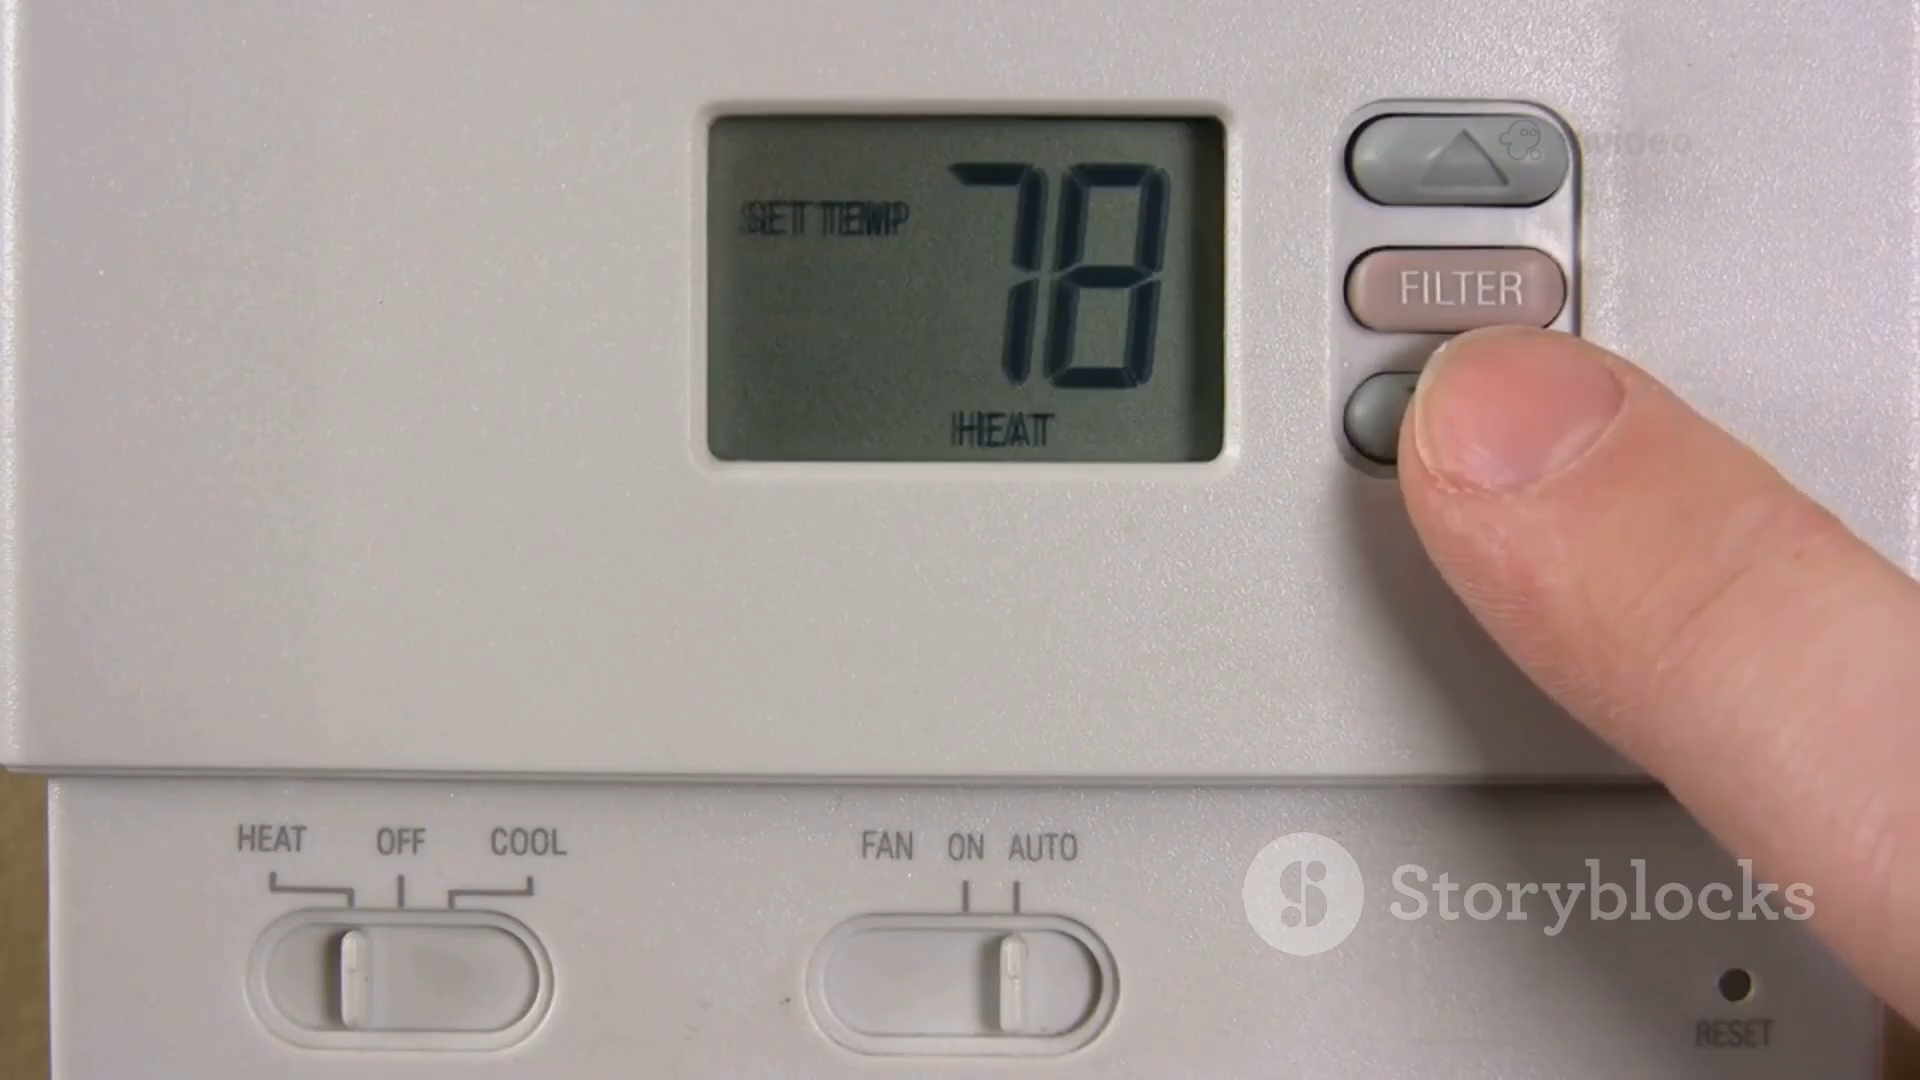 SET TEMP
78
HEAT
FILTER
HEAT OFF COOL
FAN ON AUTO
Storyblocks
RESET